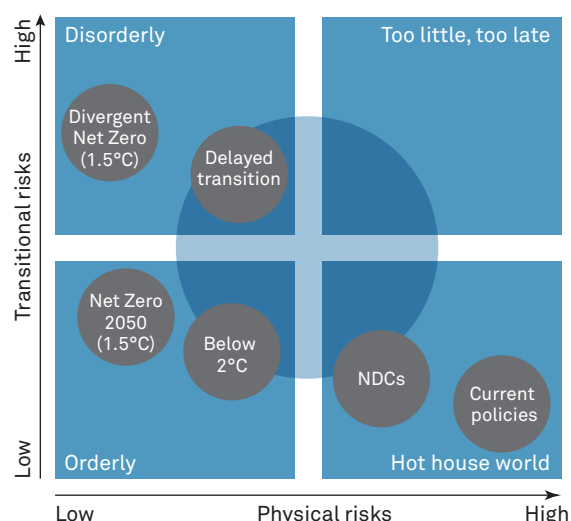 High
Transitional risks
Low
Disorderly
Too little, too late
Divergent
Net Zero
(1.5°C)
Delayed
transition
Net Zero
2050
(1.5°C)
Below
2°C
NDCs
Current
policies
Orderly
Hot house world
Low
Physical risks
High